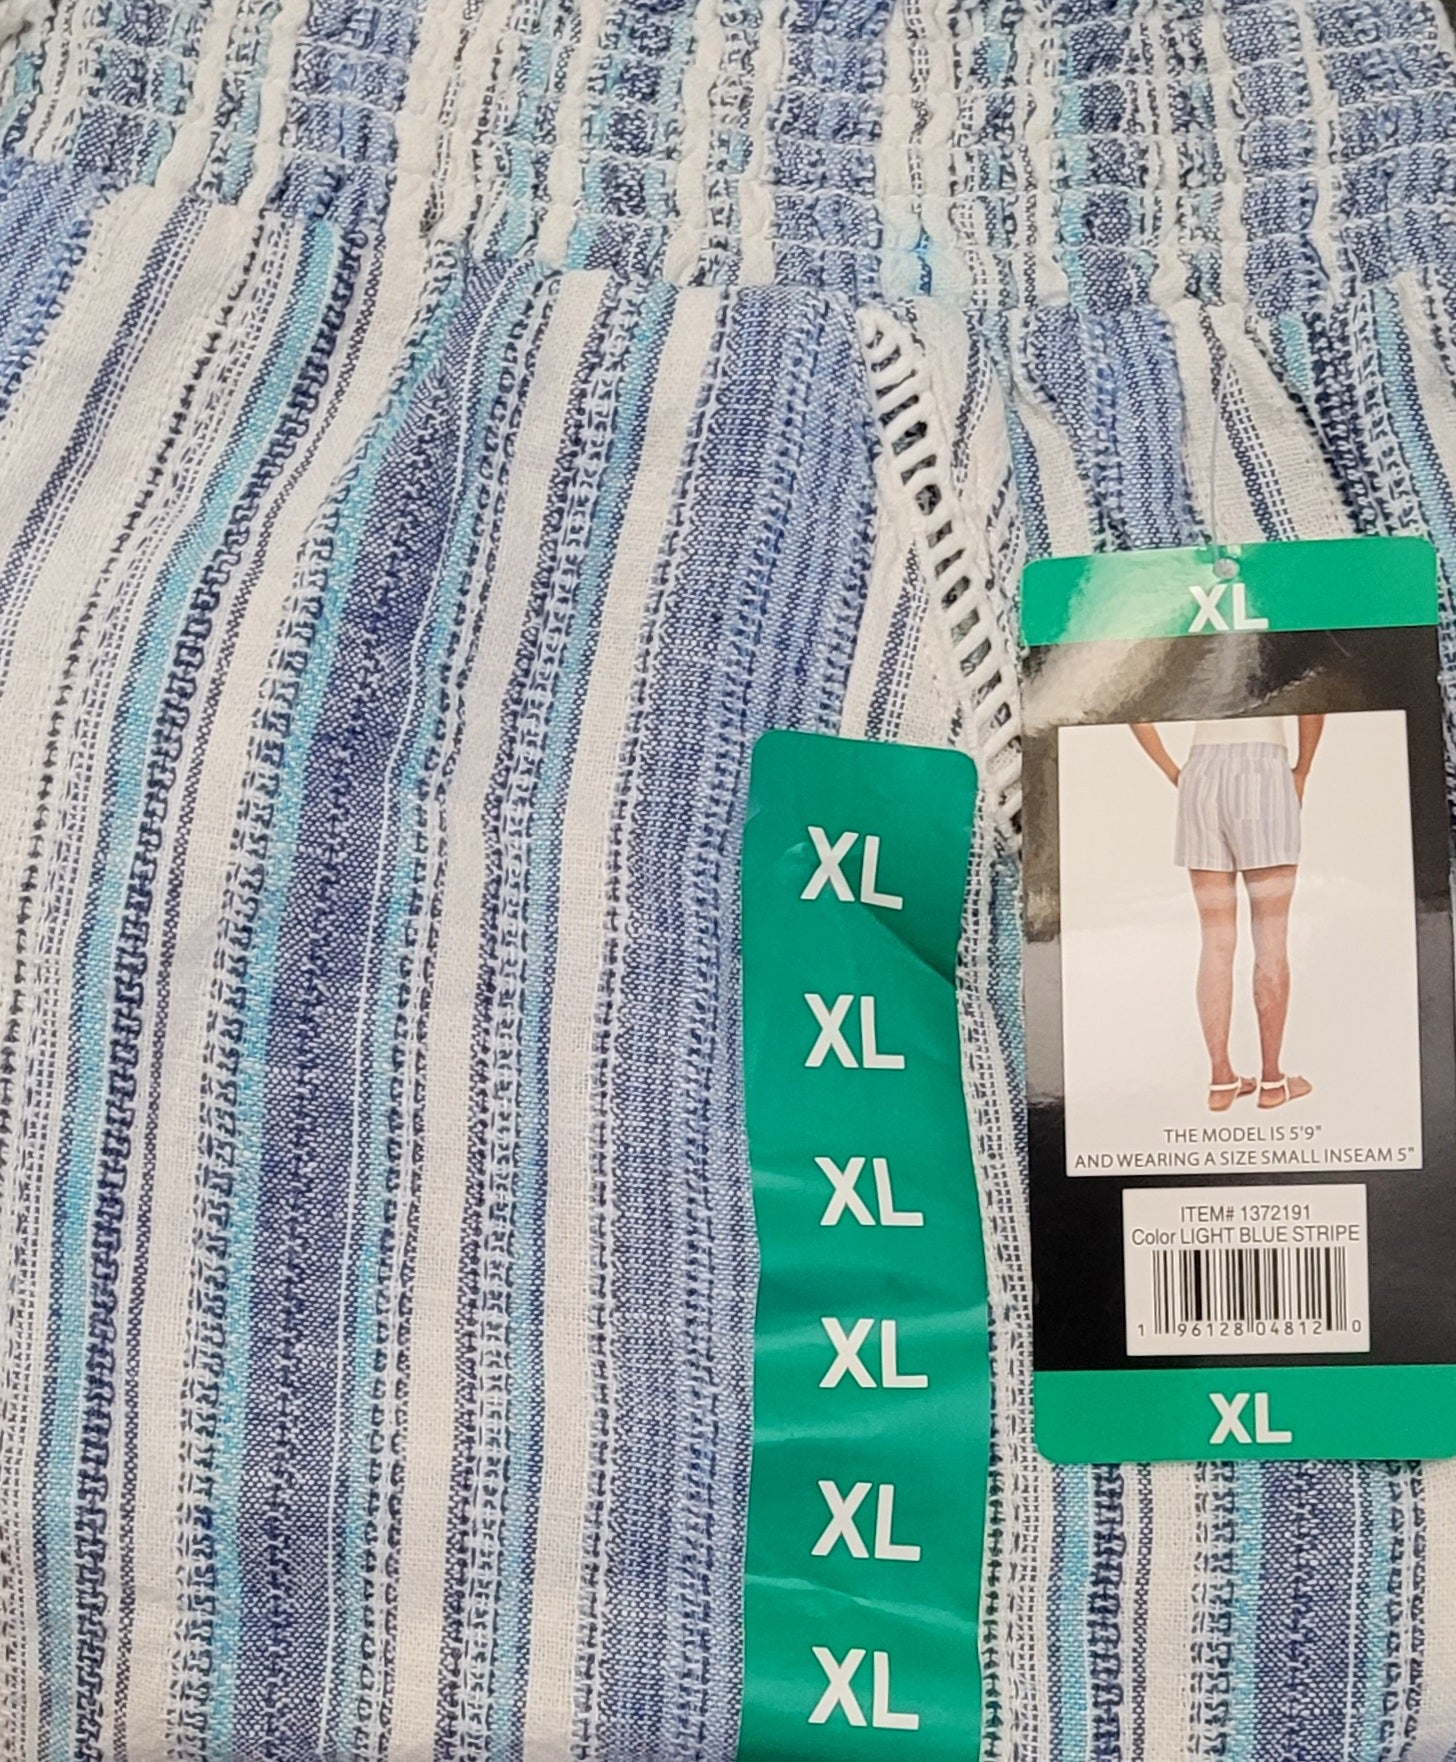 XL
XL
XL
XL
XL
XL
XL
THE MODEL IS 5'9"
AND WEARING A SIZE SMALL INSEAM 5"
ITEM# 1372191
Color LIGHT BLUE STRIPE
1 96128 04812 0
XL